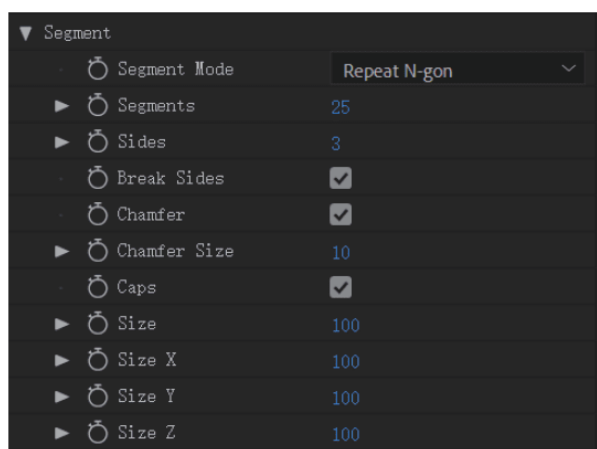 Segment
Segment Mode Repeat N-gon
Segments 25
Sides 3
Break Sides
Chamfer
Chamfer Size 10
Caps
Size 100
Size X 100
Size Y 100
Size Z 100